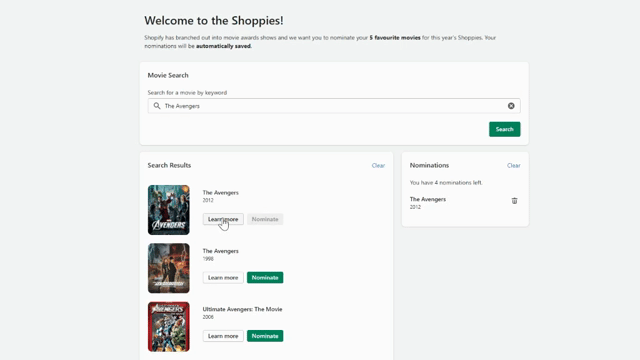 Welcome to the Shoppies!
Shopify has branched out into movie awards shows and we want you to nominate your 5 favourite movies for this year's Shoppies. Your
nominations will be automatically saved.
Movie Search
Search for a movie by keyword
The Avengers
Search
Search Results
Clear
The Avengers
2012
Learn more
Nominate
AVENGERS
The Avengers
1998
Learn more
Nominate
Ultimate Avengers: The Movie
2006
Learn more
Nominate
AVENGERS
Nominations
Clear
You have 4 nominations left.
The Avengers
2012